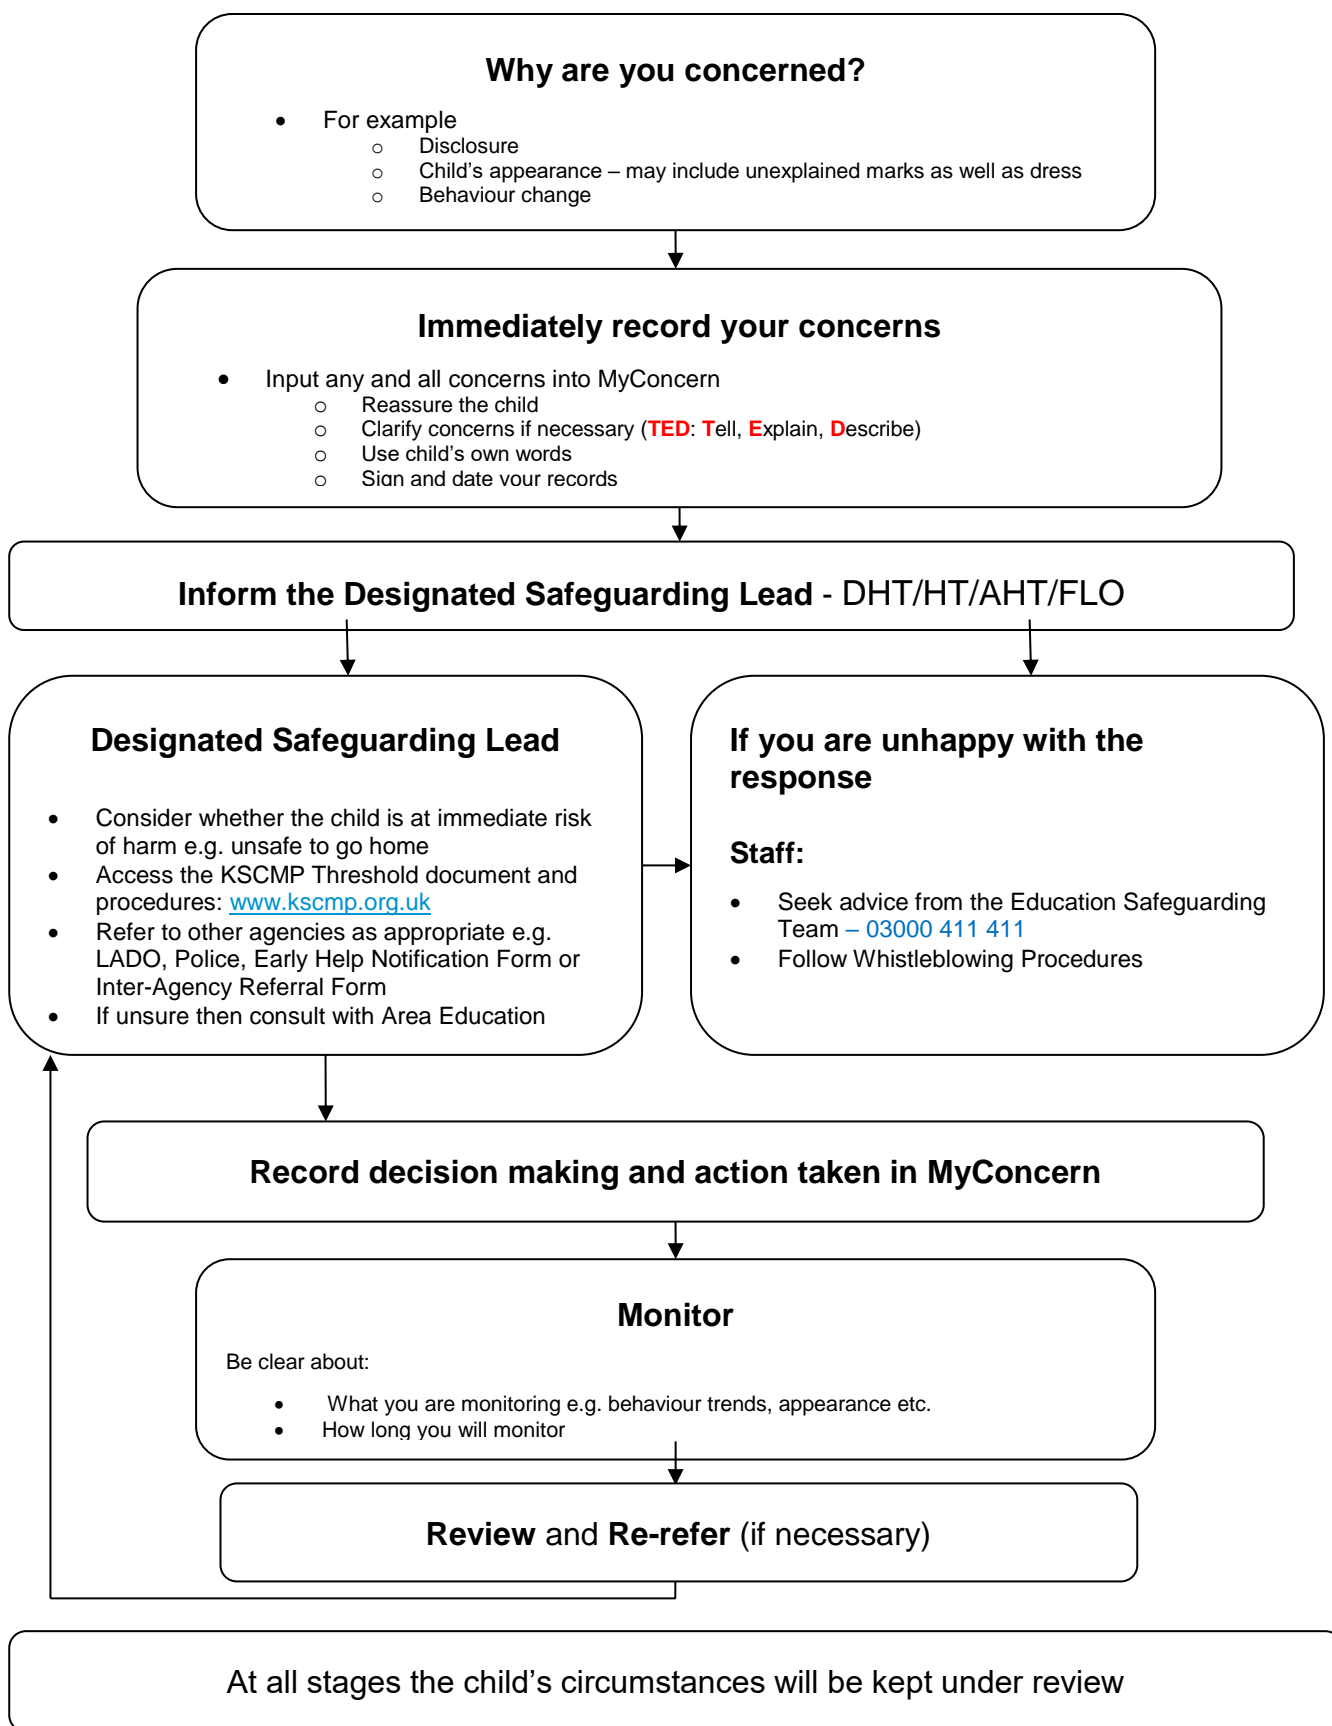 Why are you concerned?
• For example
o Disclosure
o Child's appearance – may include unexplained marks as well as dress
o Behaviour change
Immediately record your concerns
• Input any and all concerns into MyConcern
o Reassure the child
o Clarify concerns if necessary (TED: Tell, Explain, Describe)
o Use child's own words
o Sign and date your records
Inform the Designated Safeguarding Lead - DHT/HT/AHT/FLO
Designated Safeguarding Lead
• Consider whether the child is at immediate risk
of harm e.g. unsafe to go home
• Access the KSCMP Threshold document and
procedures: www.kscmp.org.uk
• Refer to other agencies as appropriate e.g.
LADO, Police, Early Help Notification Form or
Inter-Agency Referral Form
• If unsure then consult with Area Education
If you are unhappy with the
response
Staff:
• Seek advice from the Education Safeguarding
Team – 03000 411 411
• Follow Whistleblowing Procedures
Record decision making and action taken in MyConcern
Monitor
Be clear about:
• What you are monitoring e.g. behaviour trends, appearance etc.
• How long you will monitor
Review and Re-refer (if necessary)
At all stages the child's circumstances will be kept under review